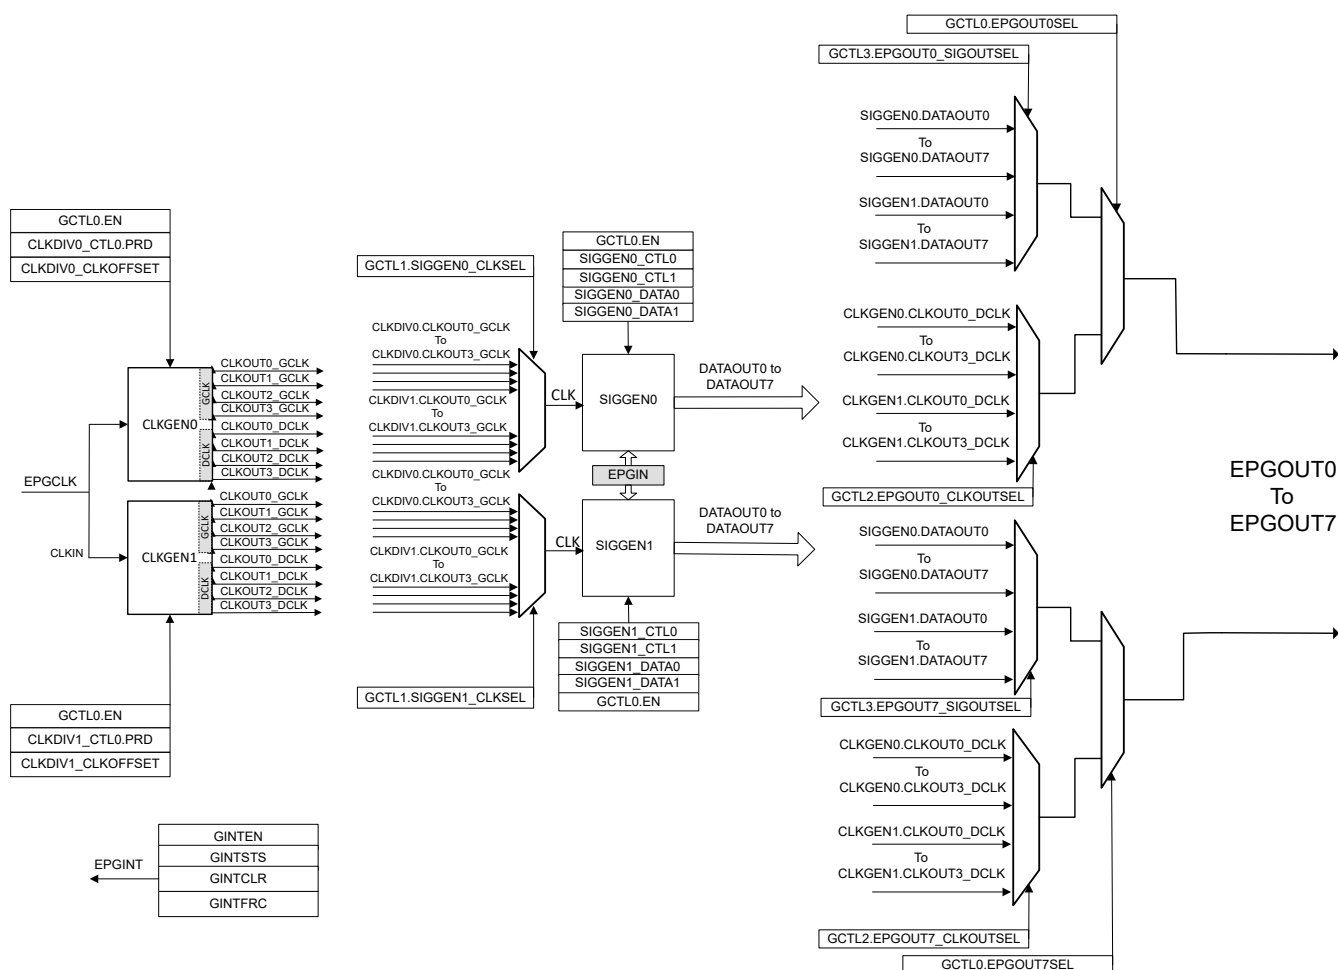 GCTL0.EPGOUT0SEL
GCTL3.EPGOUT0_SIGOUTSEL
SIGGEN0.DATAOUT0
To
SIGGEN0.DATAOUT7
SIGGEN1.DATAOUT0
To
SIGGEN1.DATAOUT7
GCTL0.EN
CLKDIV0_CTL0.PRD
CLKDIV0_CLKOFFSET
GCTL1.SIGGEN0_CLKSEL
GCTL0.EN
SIGGEN0_CTL0
SIGGEN0_CTL1
SIGGEN0_DATA0
SIGGEN0_DATA1
CLKGEN0.CLKOUT0_DCLK
To
CLKGEN0.CLKOUT3_DCLK
CLKGEN1.CLKOUT0_DCLK
To
CLKGEN1.CLKOUT3_DCLK
GCTL2.EPGOUT0_CLKOUTSEL
CLKGEN0
GCLK
DCLK
CLKOUT0_GCLK
CLKOUT1_GCLK
CLKOUT2_GCLK
CLKOUT3_GCLK
CLKOUT0_DCLK
CLKOUT1_DCLK
CLKOUT2_DCLK
CLKOUT3_DCLK
CLKDIV0.CLKOUT0_GCLK
To
CLKDIV0.CLKOUT3_GCLK
CLKDIV1.CLKOUT0_GCLK
To
CLKDIV1.CLKOUT3_GCLK
CLK
SIGGEN0
DATAOUT0 to
DATAOUT7
EPGIN
EPGCLK
CLKIN
CLKGEN1
GCLK
DCLK
CLKOUT0_GCLK
CLKOUT1_GCLK
CLKOUT2_GCLK
CLKOUT3_GCLK
CLKOUT0_DCLK
CLKOUT1_DCLK
CLKOUT2_DCLK
CLKOUT3_DCLK
CLKDIV0.CLKOUT0_GCLK
To
CLKDIV0.CLKOUT3_GCLK
CLKDIV1.CLKOUT0_GCLK
To
CLKDIV1.CLKOUT3_GCLK
CLK
SIGGEN1
DATAOUT0 to
DATAOUT7
EPGOUT0
To
EPGOUT7
SIGGEN0.DATAOUT0
To
SIGGEN0.DATAOUT7
SIGGEN1.DATAOUT0
To
SIGGEN1.DATAOUT7
GCTL3.EPGOUT7_SIGOUTSEL
SIGGEN1_CTL0
SIGGEN1_CTL1
SIGGEN1_DATA0
SIGGEN1_DATA1
GCTL0.EN
GCTL1.SIGGEN1_CLKSEL
GCTL0.EN
CLKDIV1_CTL0.PRD
CLKDIV1_CLKOFFSET
CLKGEN0.CLKOUT0_DCLK
To
CLKGEN0.CLKOUT3_DCLK
CLKGEN1.CLKOUT0_DCLK
To
CLKGEN1.CLKOUT3_DCLK
GCTL2.EPGOUT7_CLKOUTSEL
GCTL0.EPGOUT7SEL
EPGINT
GINTEN
GINTSTS
GINTCLR
GINTFRC